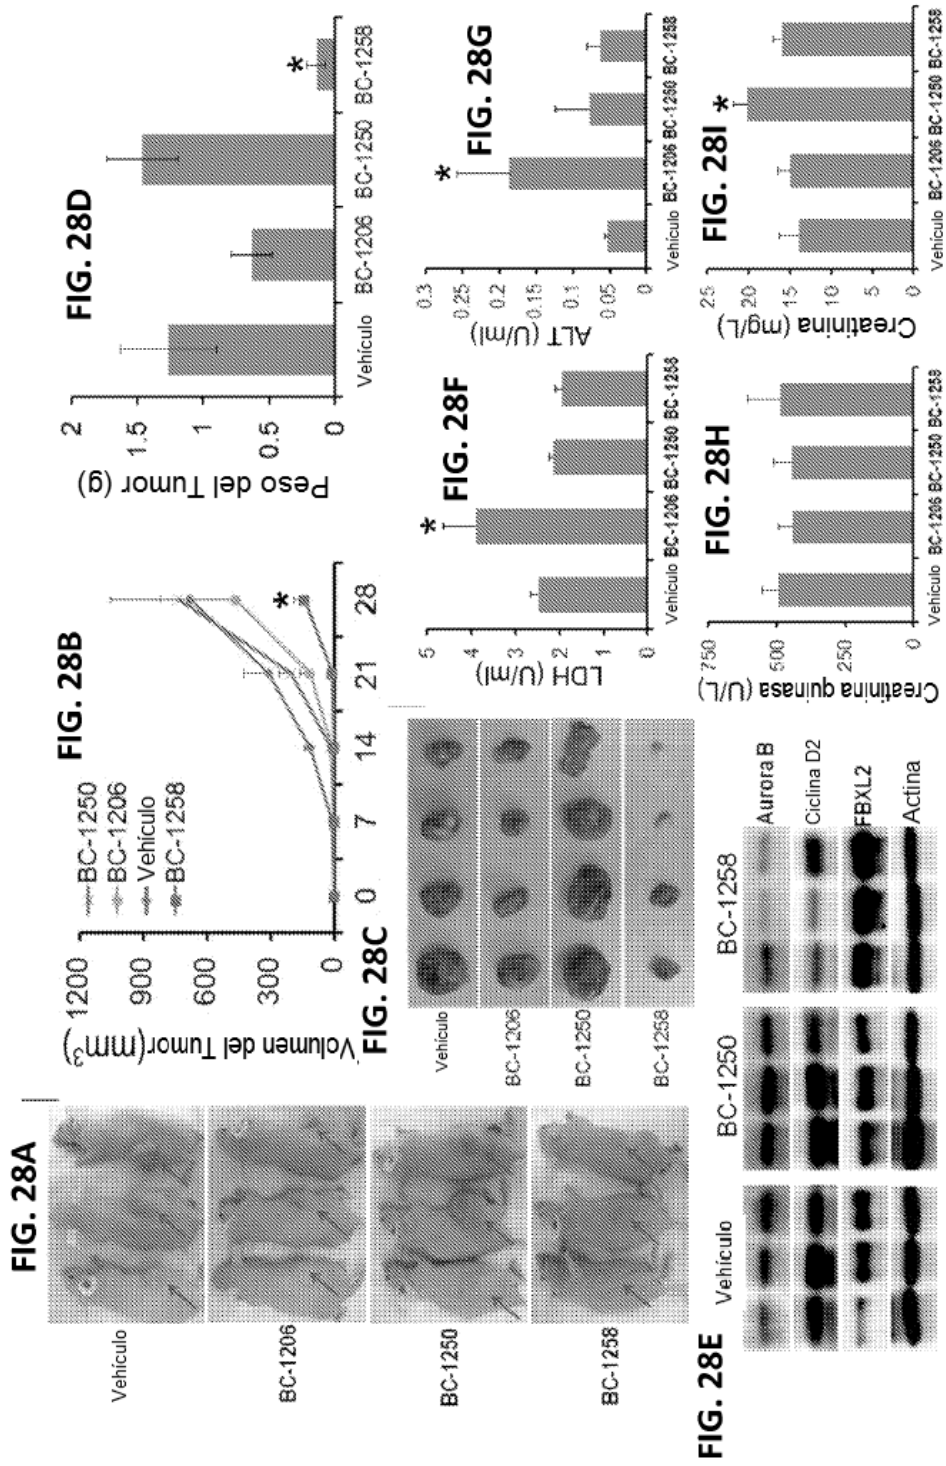 FIG. 28A
Vehículo
BC-1206
BC-1250
BC-1258
FIG. 28B
Volumen del Tumor(mm³)
1200
900
600
300
0
0
7
14
21
28
BC-1250
BC-1206
Vehículo
BC-1258
*
FIG. 28C
Vehículo
BC-1206
BC-1250
BC-1258
FIG. 28D
Peso del Tumor (g)
2
1.5
1
0.5
0
*
Vehículo
BC-1206
BC-1250
BC-1258
FIG. 28E
Vehículo
BC-1250
BC-1258
Aurora B
Ciclina D2
FBXL2
Actina
FIG. 28F
LDH (U/ml)
5
4
3
2
1
0
*
Vehículo BC-1206 BC-1250 BC-1258
FIG. 28G
ALT (U/ml)
0.3
0.25
0.2
0.15
0.1
0.05
0
*
Vehículo BC-1206 BC-1250 BC-1258
FIG. 28H
Creatinina quinasa (U/L)
750
500
250
0
Vehículo BC-1206 BC-1250 BC-1258
FIG. 28I
Creatinina (mg/L)
25
20
15
10
5
0
*
Vehículo BC-1206 BC-1250 BC-1258